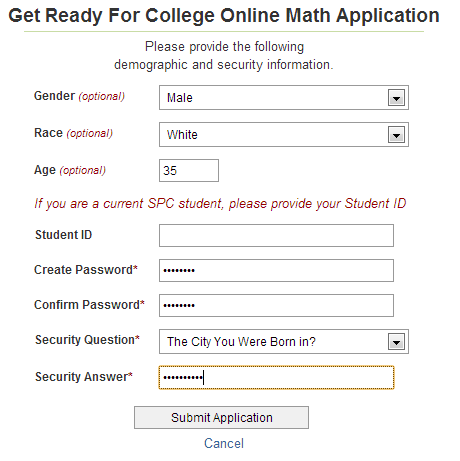 Get Ready For College Online Math Application
Please provide the following
demographic and security information.
Gender (optional) Male
Race (optional) White
Age (optional) 35
If you are a current SPC student, please provide your Student ID
Student ID
Create Password* ••••••••
Confirm Password* ••••••••
Security Question* The City You Were Born in?
Security Answer* ••••••••••
Submit Application
Cancel